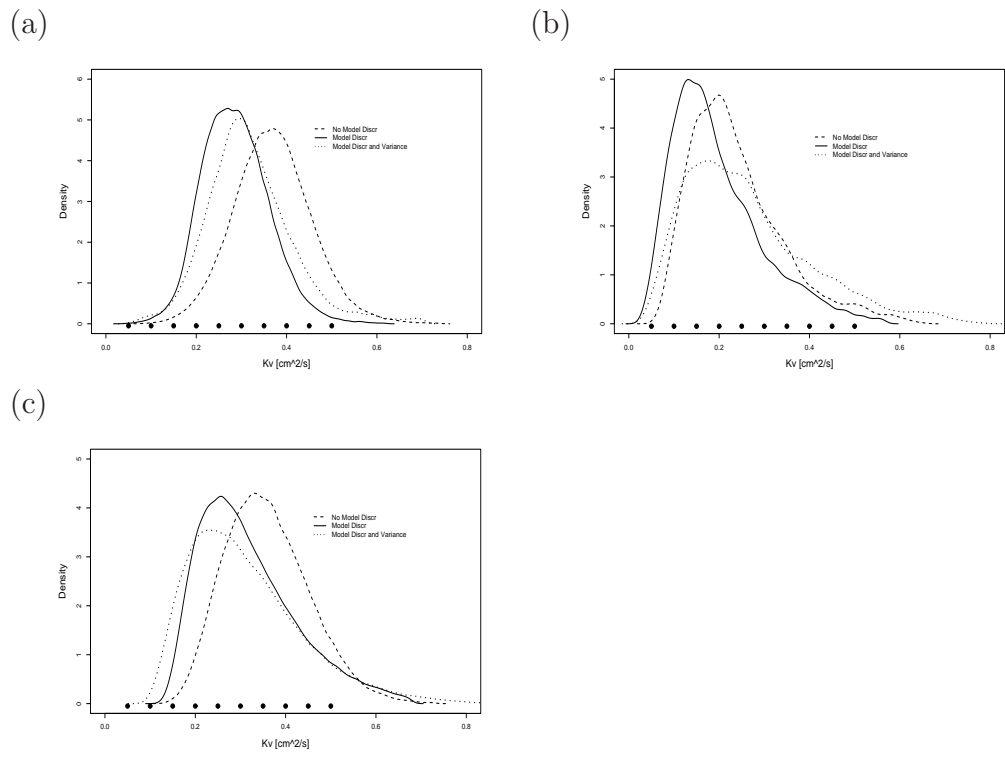 (a)
6
5
4
3
2
1
0
Density
No Model Discr
Model Discr
Model Discr and Variance
0.0 0.2 0.4 0.6 0.8
Kv [cm^2/s]
(b)
5
4
3
2
1
0
Density
No Model Discr
Model Discr
Model Discr and Variance
0.0 0.2 0.4 0.6 0.8
Kv [cm^2/s]
(c)
5
4
3
2
1
0
Density
No Model Discr
Model Discr
Model Discr and Variance
0.0 0.2 0.4 0.6 0.8
Kv [cm^2/s]